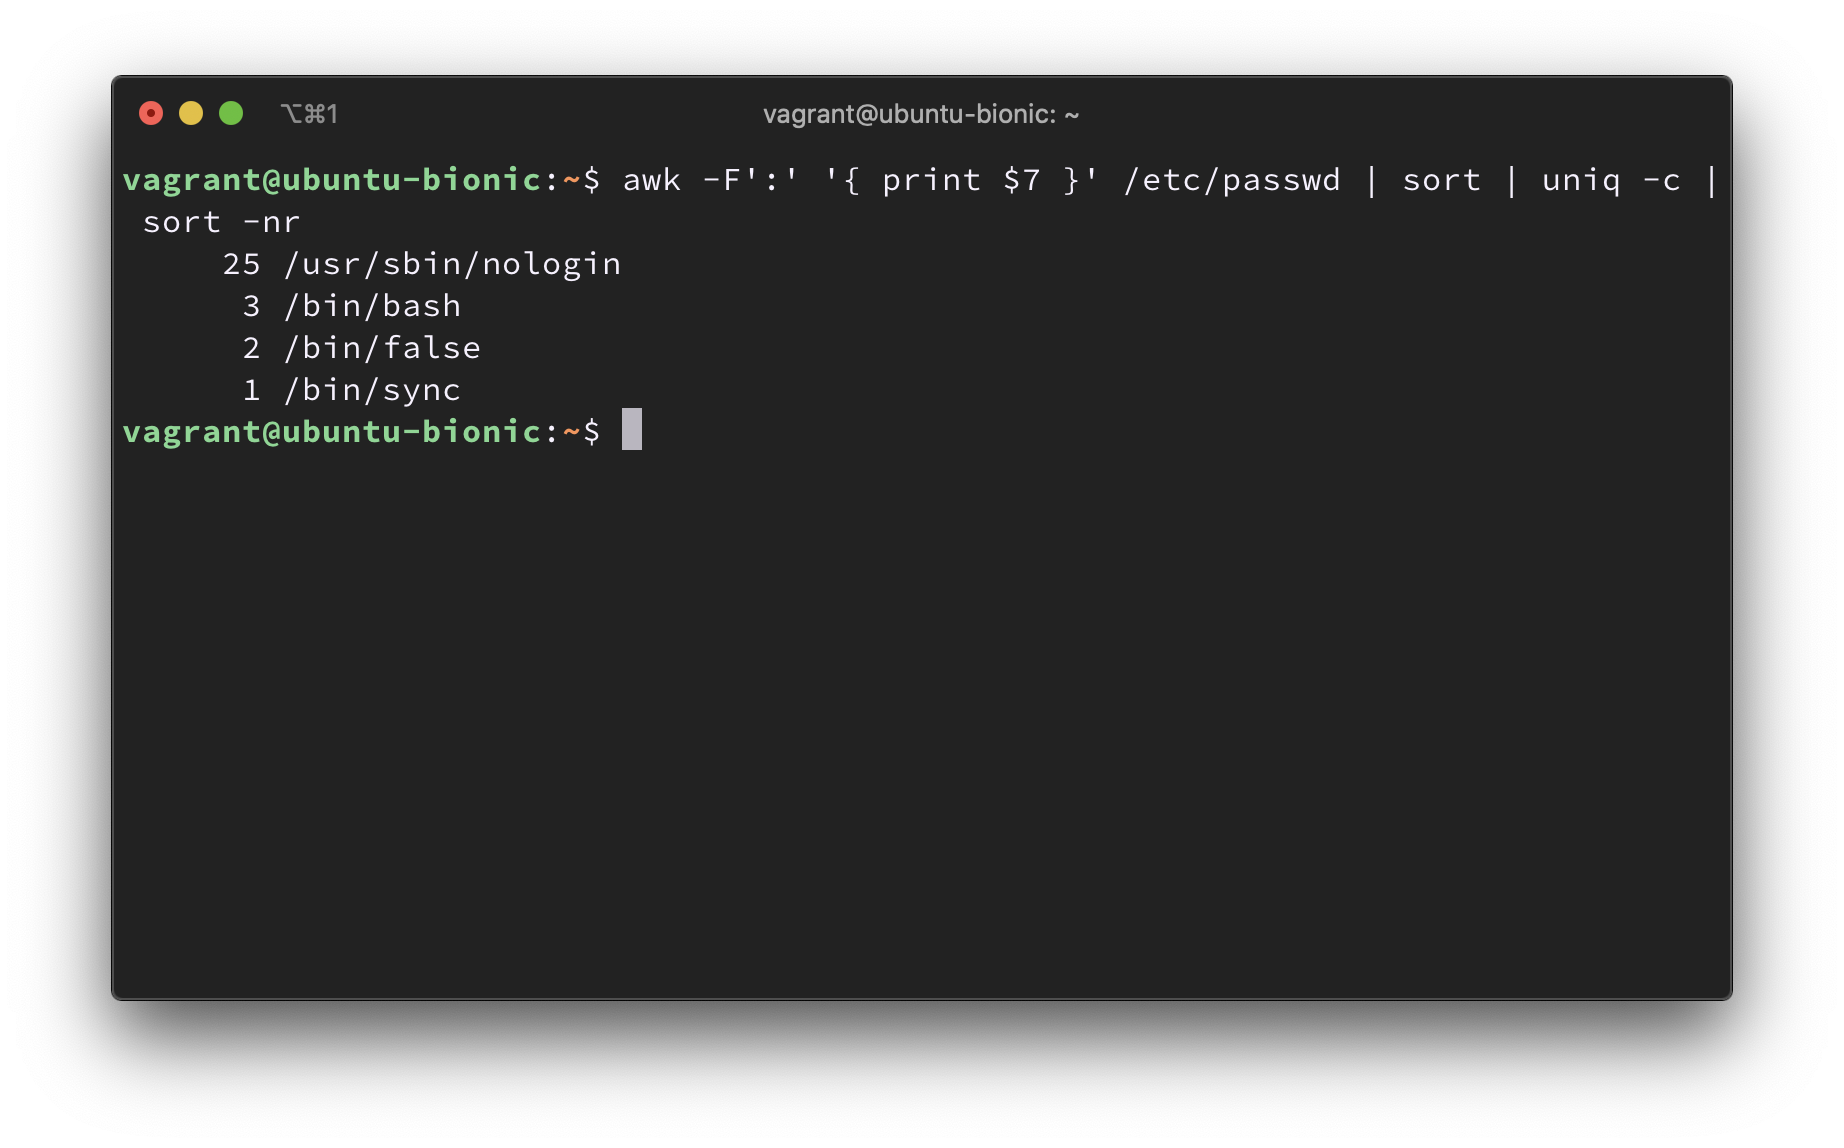 ⌥⌘1
vagrant@ubuntu-bionic: ~
vagrant@ubuntu-bionic:~$ awk -F':' '{ print $7 }' /etc/passwd | sort | uniq -c |
 sort -nr
     25 /usr/sbin/nologin
      3 /bin/bash
      2 /bin/false
      1 /bin/sync
vagrant@ubuntu-bionic:~$